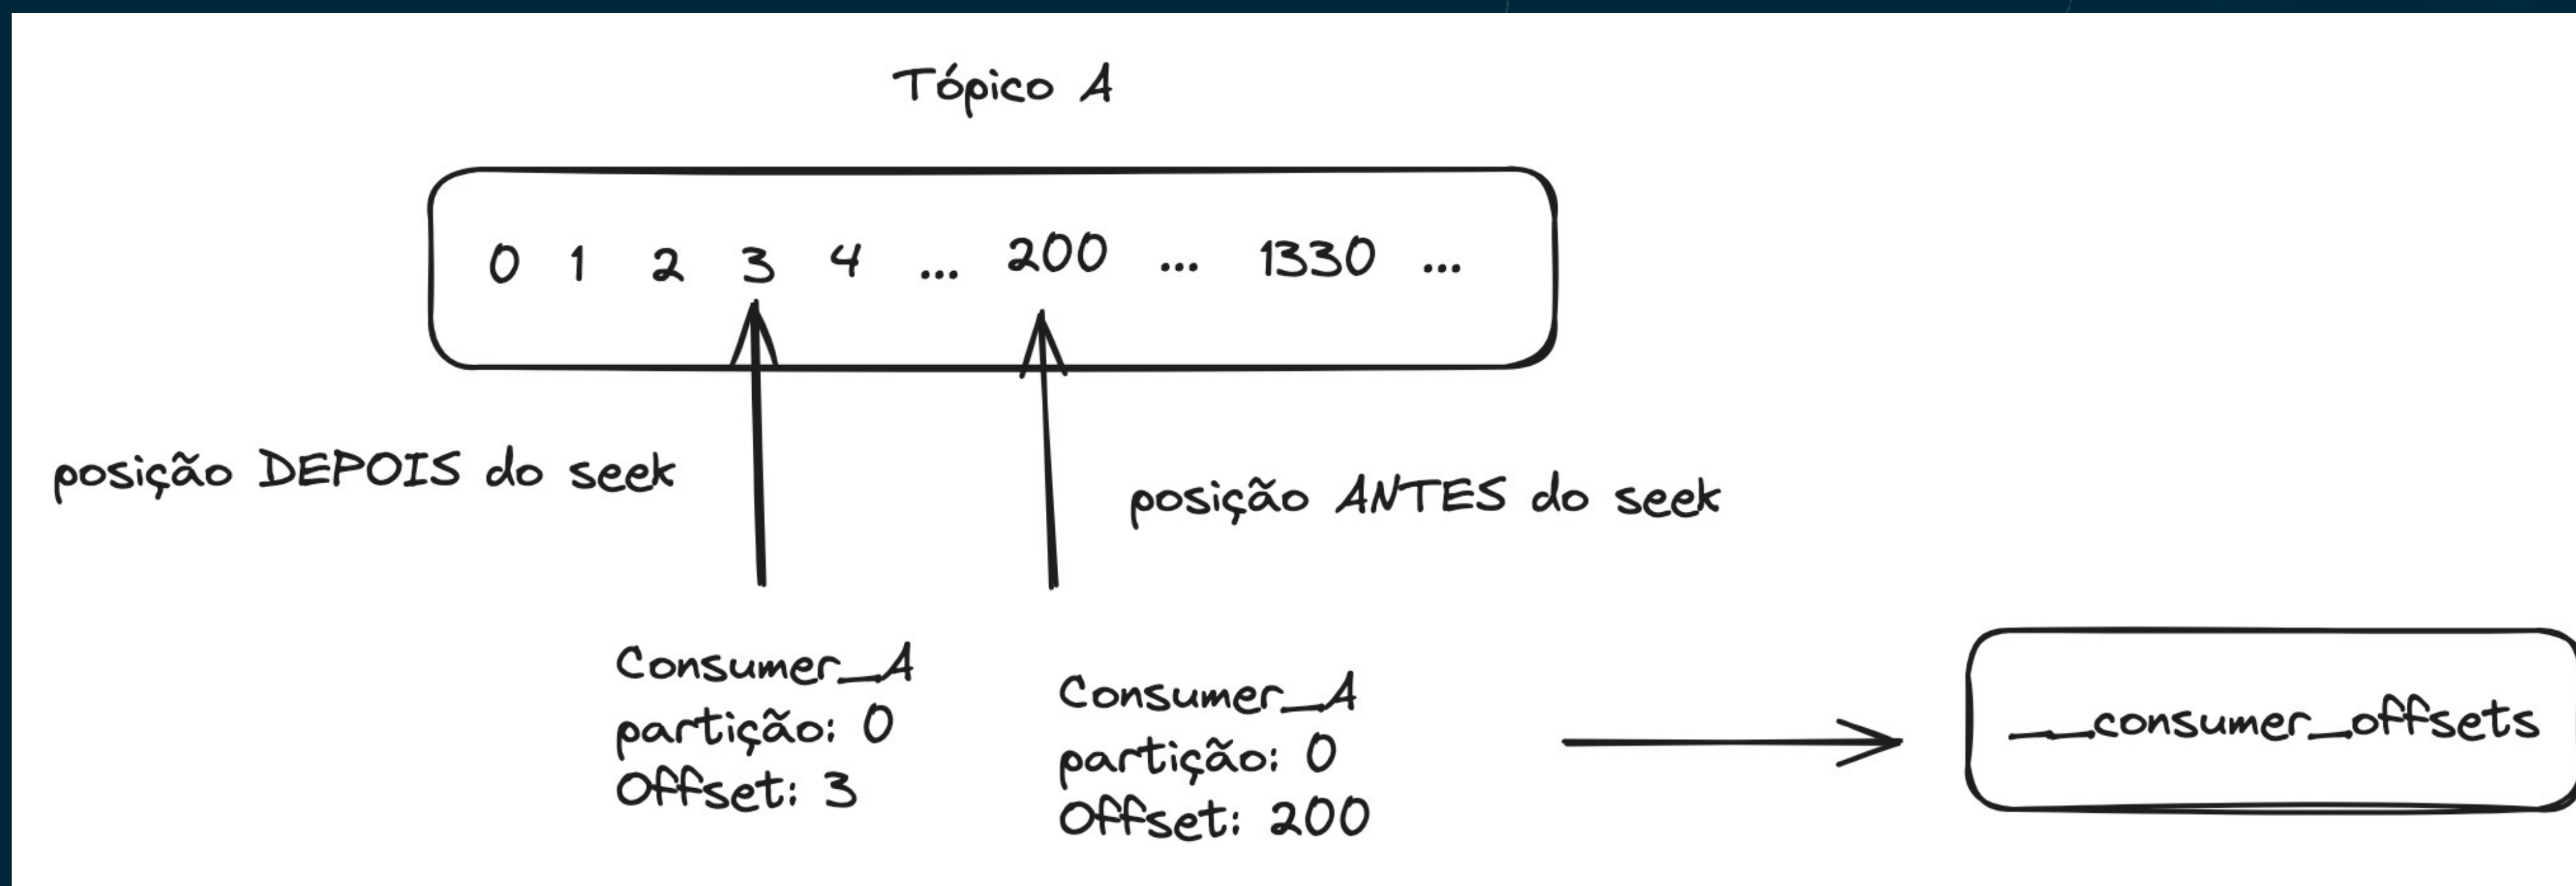 Tópico A
0 1 2 3 4 ... 200 ... 1330 ...
posição DEPOIS do seek
posição ANTES do seek
Consumer_A
partição: 0
Offset: 3
Consumer_A
partição: 0
Offset: 200
__consumer_offsets